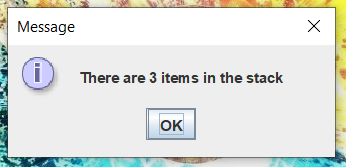 Message
There are 3 items in the stack
OK